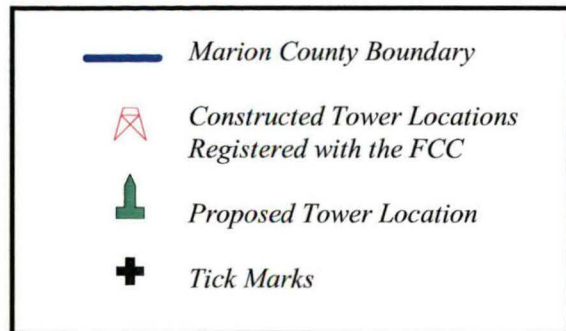 Marion County Boundary
Constructed Tower Locations
Registered with the FCC
Proposed Tower Location
Tick Marks